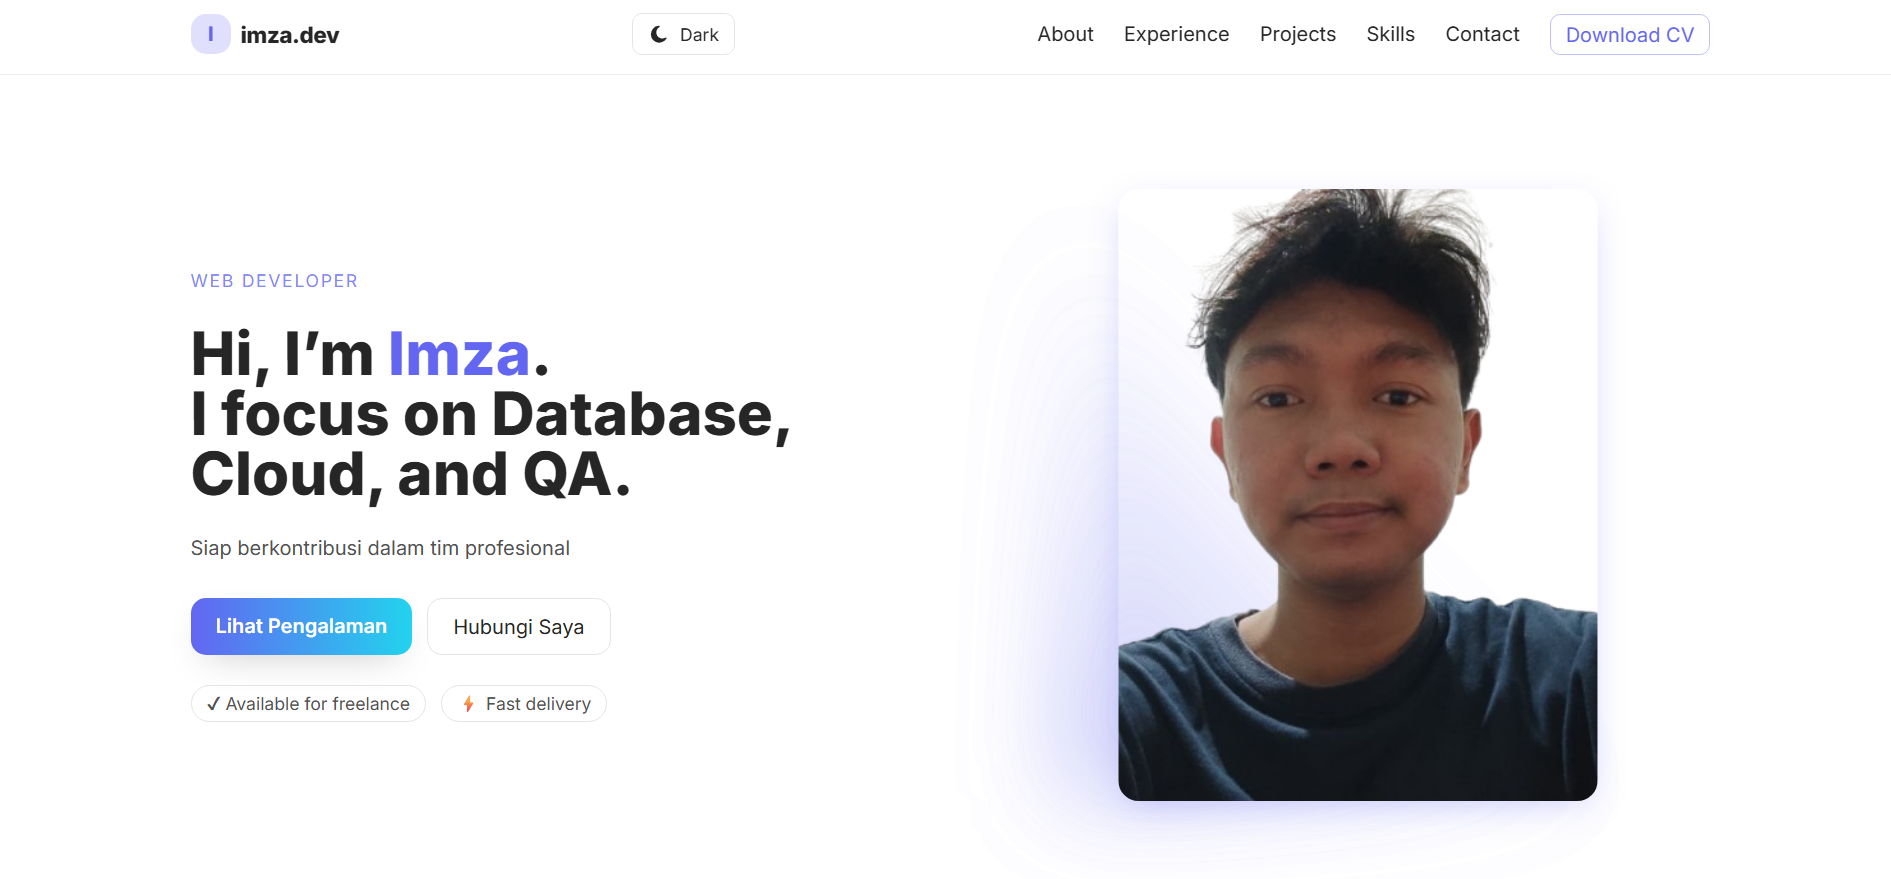 I
imza.dev
Dark
About
Experience
Projects
Skills
Contact
Download CV
WEB DEVELOPER
Hi, I’m Imza.
I focus on Database,
Cloud, and QA.
Siap berkontribusi dalam tim profesional
Lihat Pengalaman
Hubungi Saya
✓ Available for freelance
⚡ Fast delivery